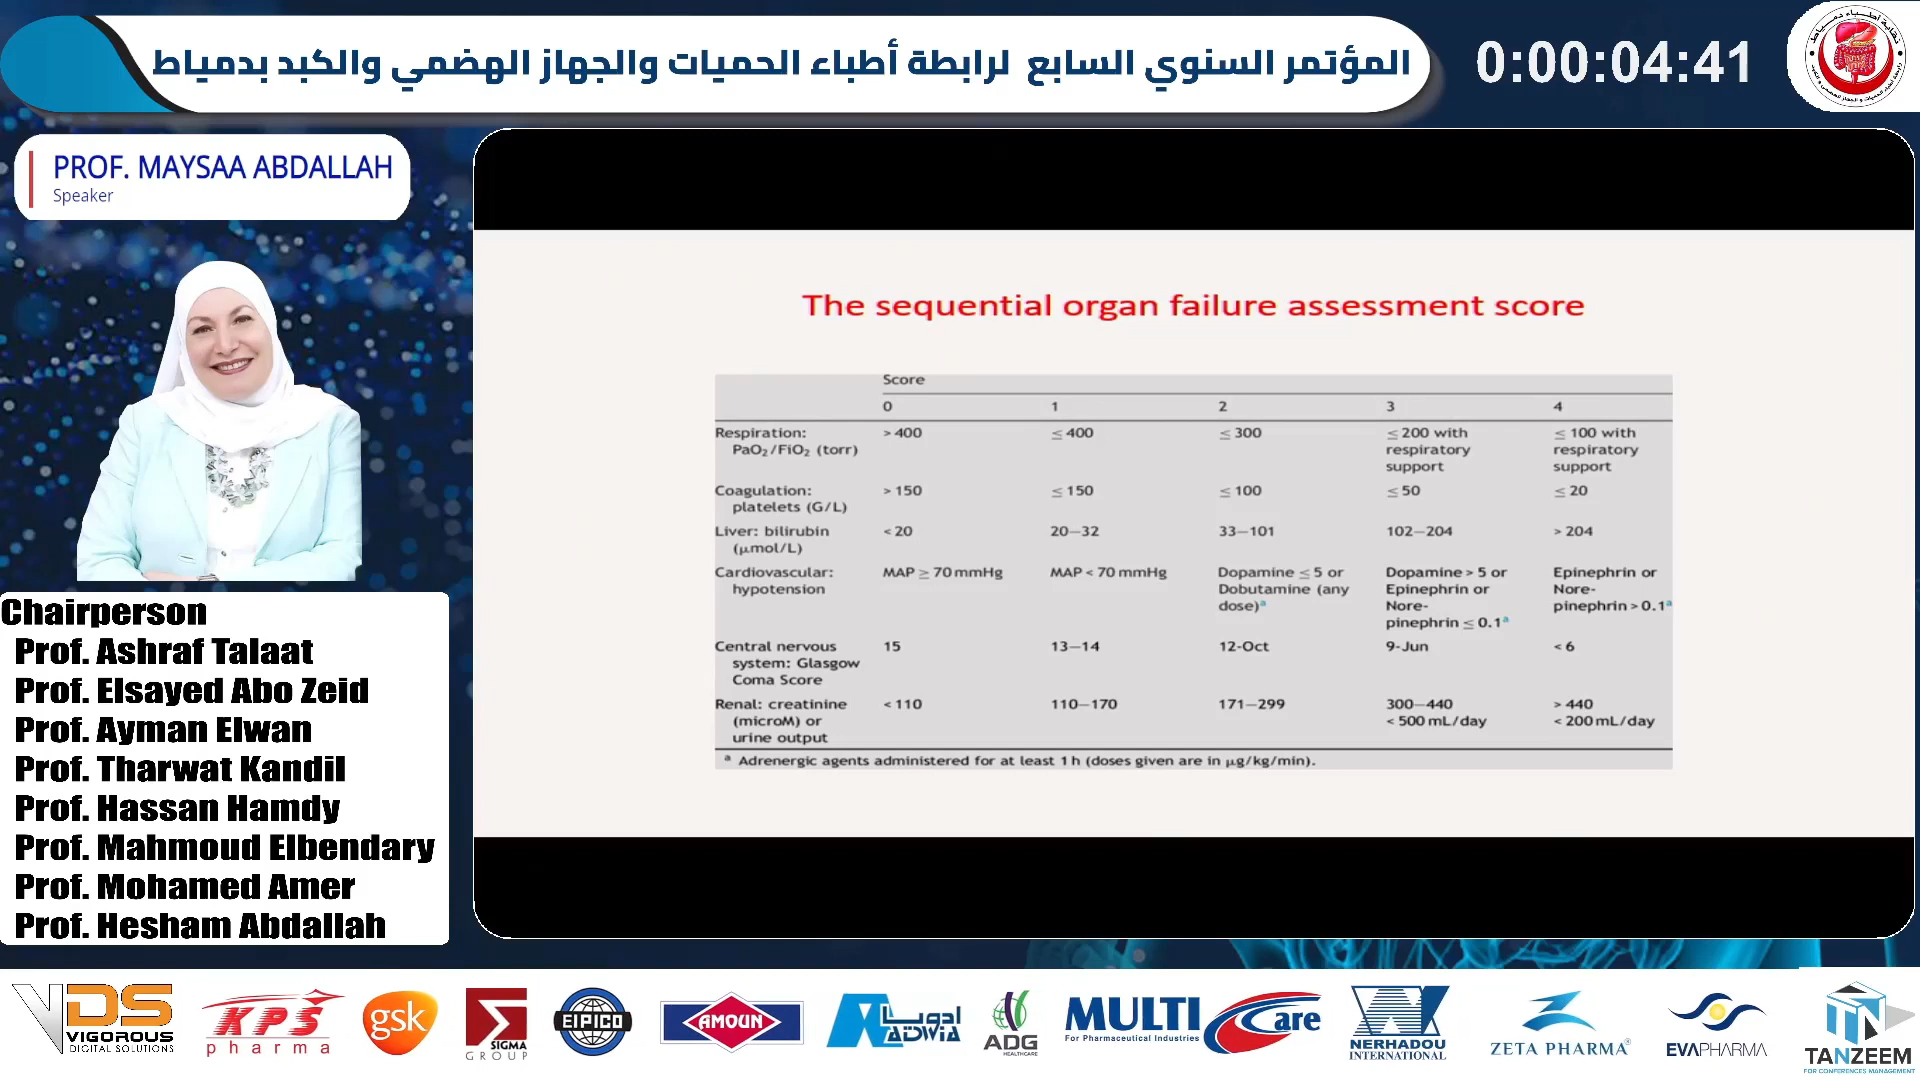 المؤتمر السنوي السابع لرابطة أطباء الحميات والجهاز الهضمي والكبد بدمياط
0:00:04:41
PROF. MAYSAA ABDALLAH
Speaker
Chairperson
Prof. Ashraf Talaat
Prof. Elsayed Abo Zeid
Prof. Ayman Elwan
Prof. Tharwat Kandil
Prof. Hassan Hamdy
Prof. Mahmoud Elbendary
Prof. Mohamed Amer
Prof. Hesham Abdallah
The sequential organ failure assessment score
Score
0 1 2 3 4
Respiration: > 400 ≤ 400 ≤ 300 ≤ 200 with ≤ 100 with
PaO₂/FiO₂ (torr) respiratory respiratory
support support
Coagulation: > 150 ≤ 150 ≤ 100 ≤ 50 ≤ 20
platelets (G/L)
Liver: bilirubin < 20 20–32 33–101 102–204 > 204
(μmol/L)
Cardiovascular: MAP ≥ 70 mmHg MAP < 70 mmHg Dopamine ≤ 5 or Dopamine > 5 or Epinephrin or
hypotension Dobutamine (any Epinephrin or Nore-
dose)ᵃ Nore- pinephrin > 0.1ᵃ
pinephrin ≤ 0.1ᵃ
Central nervous 15 13–14 12-Oct 9-Jun < 6
system: Glasgow
Coma Score
Renal: creatinine < 110 110–170 171–299 300–440 > 440
(microM) or < 500 mL/day < 200 mL/day
urine output
ᵃ Adrenergic agents administered for at least 1 h (doses given are in μg/kg/min).
VDS
VIGOROUS
DIGITAL SOLUTIONS
KPS
pharma
gsk
SIGMA
GROUP
EIPICO
AMOUN
ادويا
ADWIA
ADG
HEALTHCARE
MULTI Care
For Pharmaceutical Industries
NERHADOU
INTERNATIONAL
ZETA PHARMA
EVAPHARMA
TANZEEM
FOR CONFERENCES MANAGEMENT